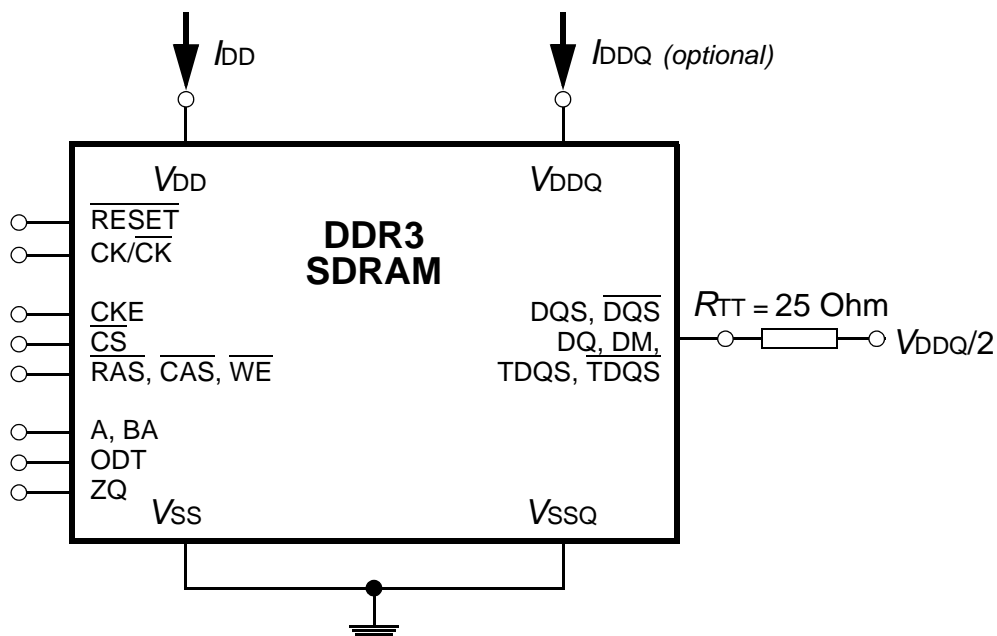 IDD
IDDQ (optional)
VDD
VDDQ
RESET
CK/CK
DDR3
SDRAM
CKE
CS
RAS, CAS, WE
DQS, DQS
DQ, DM,
TDQS, TDQS
RTT = 25 Ohm
VDDQ/2
A, BA
ODT
ZQ
VSS
VSSQ